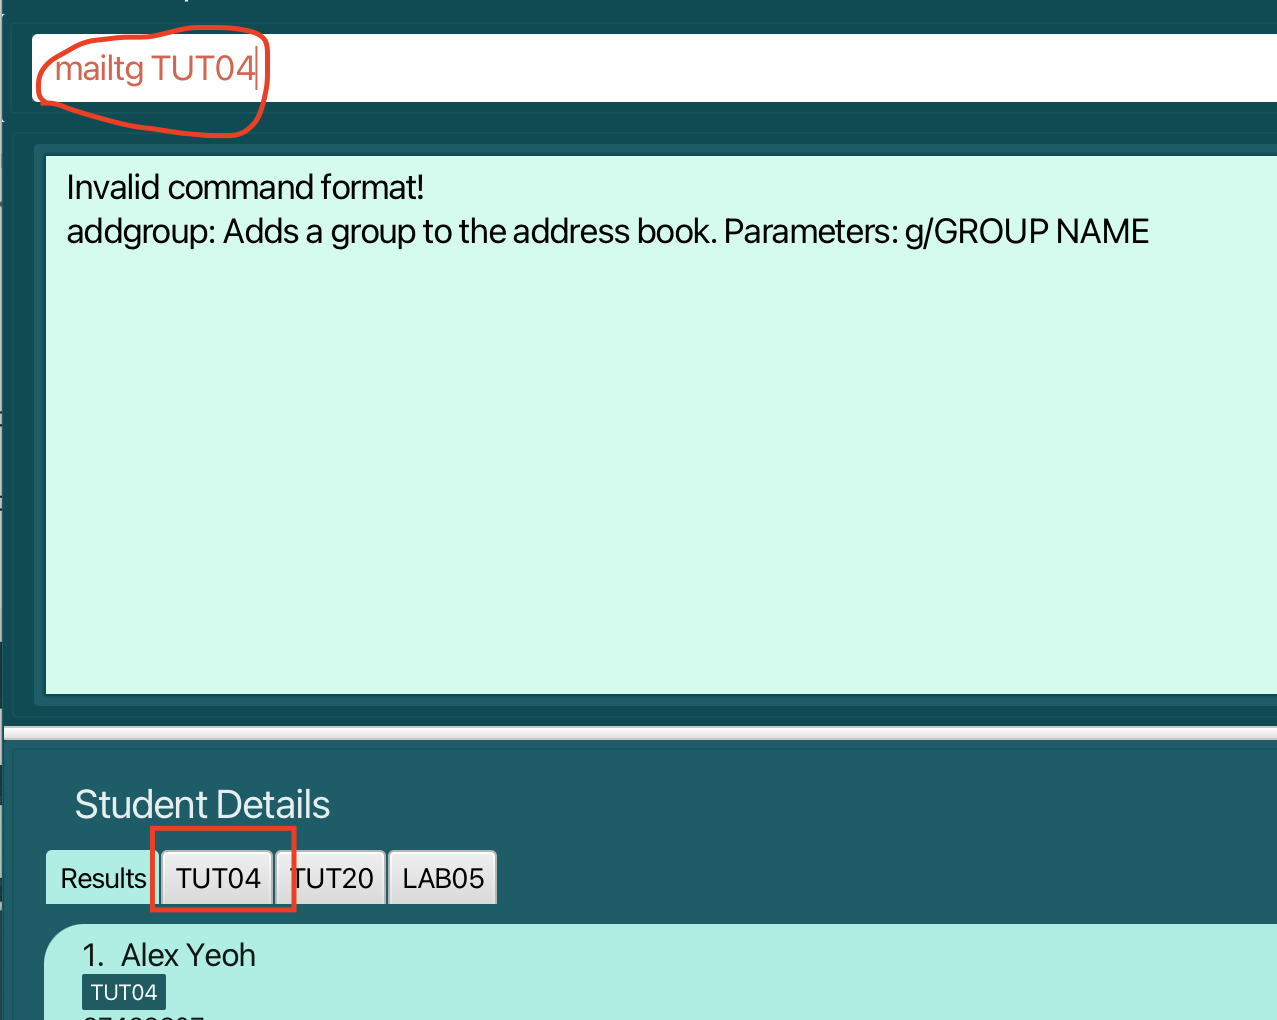 mailtg TUT04
Invalid command format!
addgroup: Adds a group to the address book. Parameters: g/GROUP NAME
Student Details
Results TUT04 TUT20 LAB05
1. Alex Yeoh
TUT04